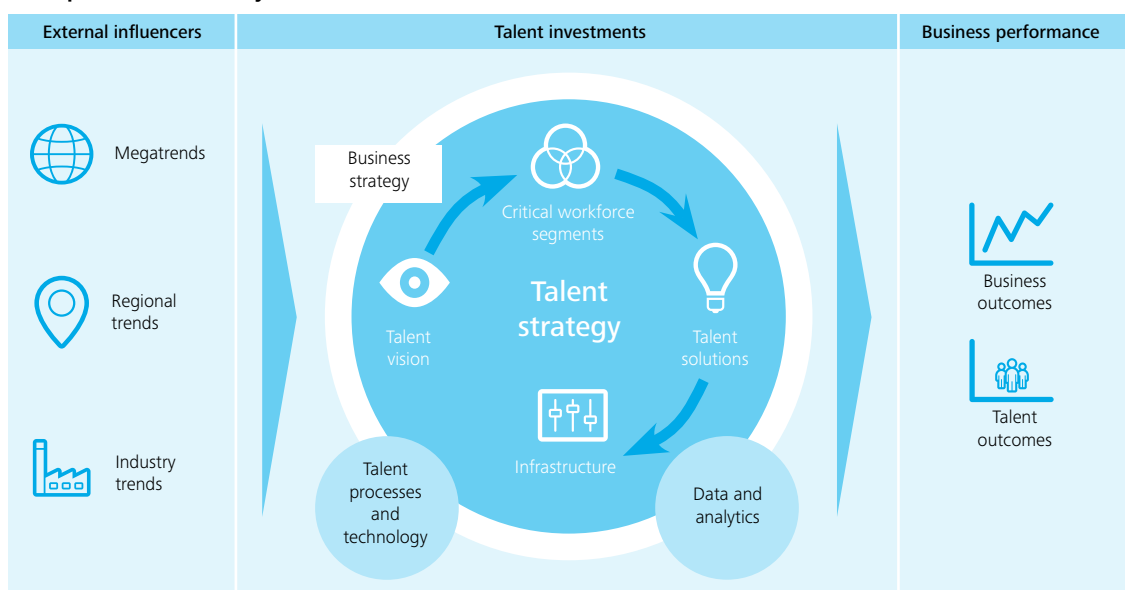 External influencers
Talent investments
Business performance
Megatrends
Regional
trends
Industry
trends
Business
strategy
Critical workforce
segments
Talent
vision
Talent
strategy
Talent
solutions
Infrastructure
Talent
processes
and
technology
Data and
analytics
Business
outcomes
Talent
outcomes